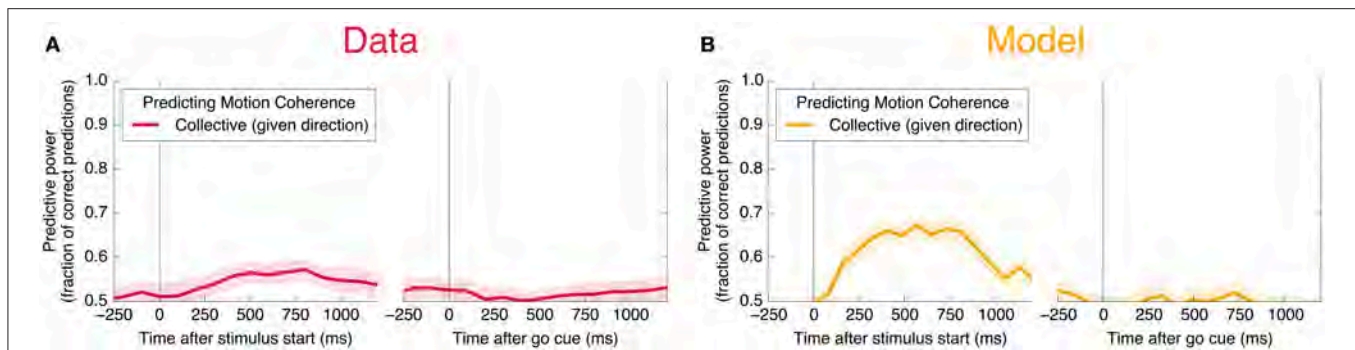 A
Data
Predictive power
(fraction of correct predictions)
1.0
0.9
0.8
0.7
0.6
0.5
Predicting Motion Coherence
Collective (given direction)
−250 0 250 500 750 1000
Time after stimulus start (ms)
−250 0 250 500 750 1000
Time after go cue (ms)
B
Model
Predictive power
(fraction of correct predictions)
1.0
0.9
0.8
0.7
0.6
0.5
Predicting Motion Coherence
Collective (given direction)
−250 0 250 500 750 1000
Time after stimulus start (ms)
−250 0 250 500 750 1000
Time after go cue (ms)